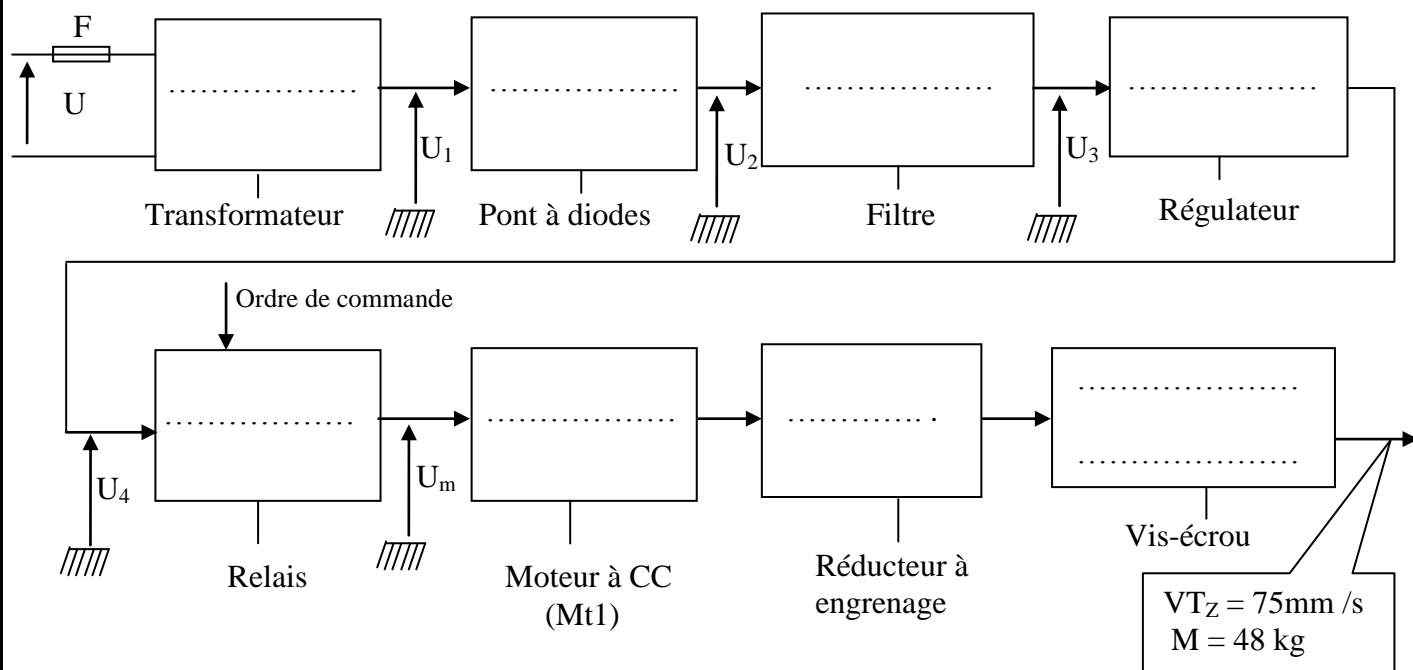 F
U
U1
U2
U3
Transformateur
Pont à diodes
Filtre
Régulateur
Ordre de commande
U4
Um
Relais
Moteur à CC
(Mt1)
Réducteur à
engrenage
Vis-écrou
VTZ = 75mm /s
M = 48 kg